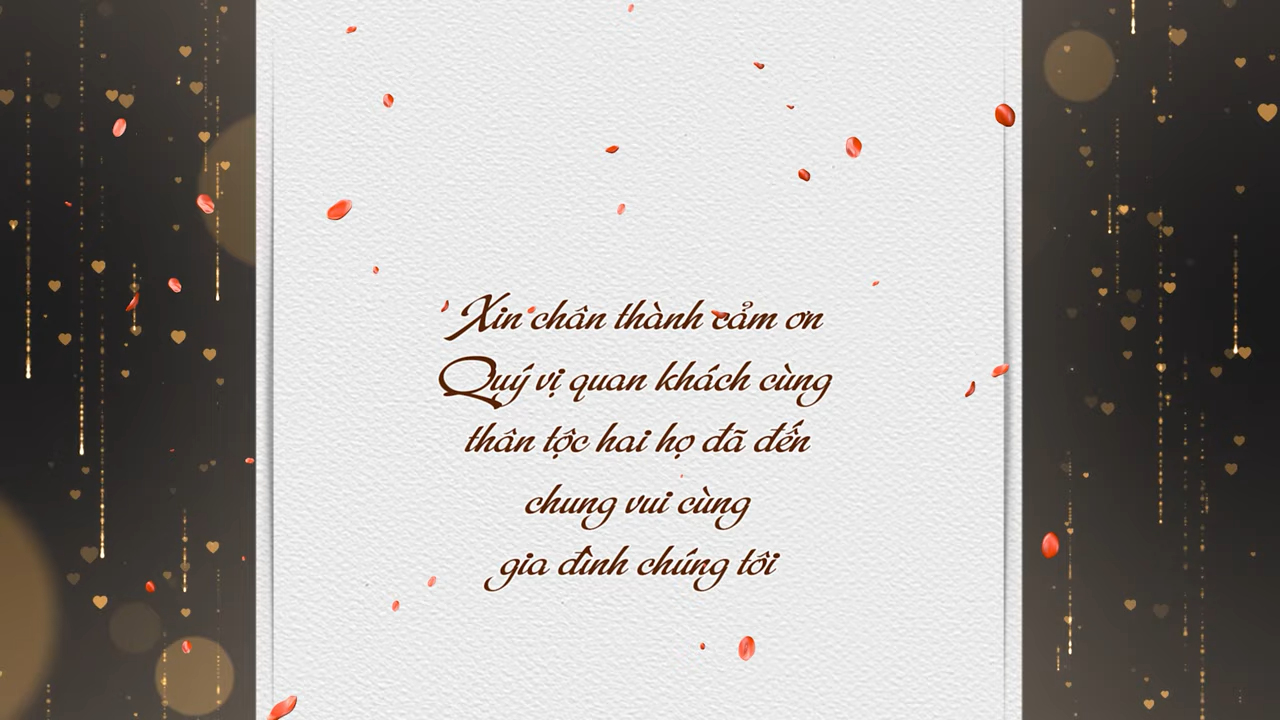 Xin chân thành cảm ơn
Quý vị quan khách cùng
thân tộc hai họ đã đến
chung vui cùng
gia đình chúng tôi